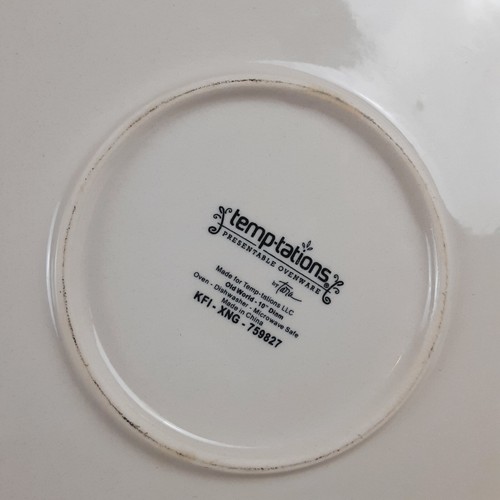 temp-tations
PRESENTABLE OVENWARE
by Tara
Made for Temp-tations LLC
Old World - 10" Diam
Oven - Dishwasher - Microwave Safe
Made in China
KFI - XNG - 759827